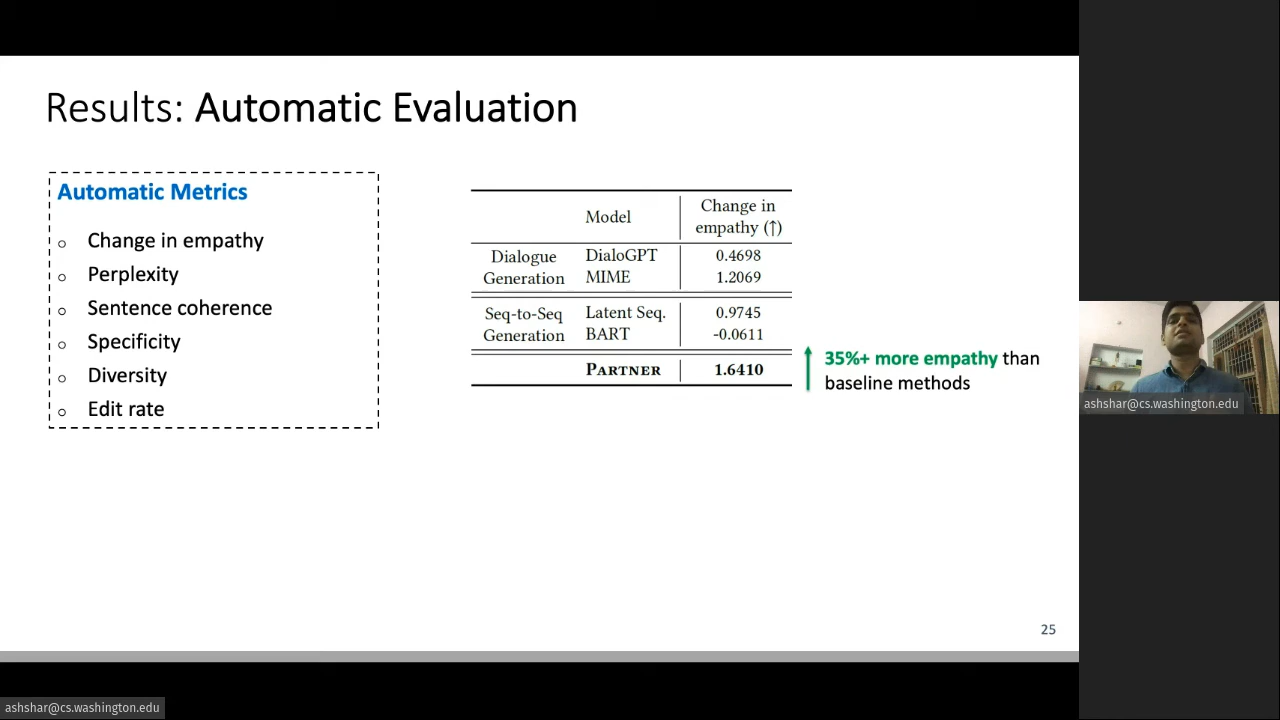 Results: Automatic Evaluation
Automatic Metrics
Change in empathy
Perplexity
Sentence coherence
Specificity
Diversity
Edit rate
Model Change in empathy (↑)
Dialogue Generation
DialoGPT 0.4698
MIME 1.2069
Seq-to-Seq Generation
Latent Seq. 0.9745
BART -0.0611
PARTNER 1.6410
35%+ more empathy than
baseline methods
25
ashshar@cs.washington.edu
ashshar@cs.washington.edu